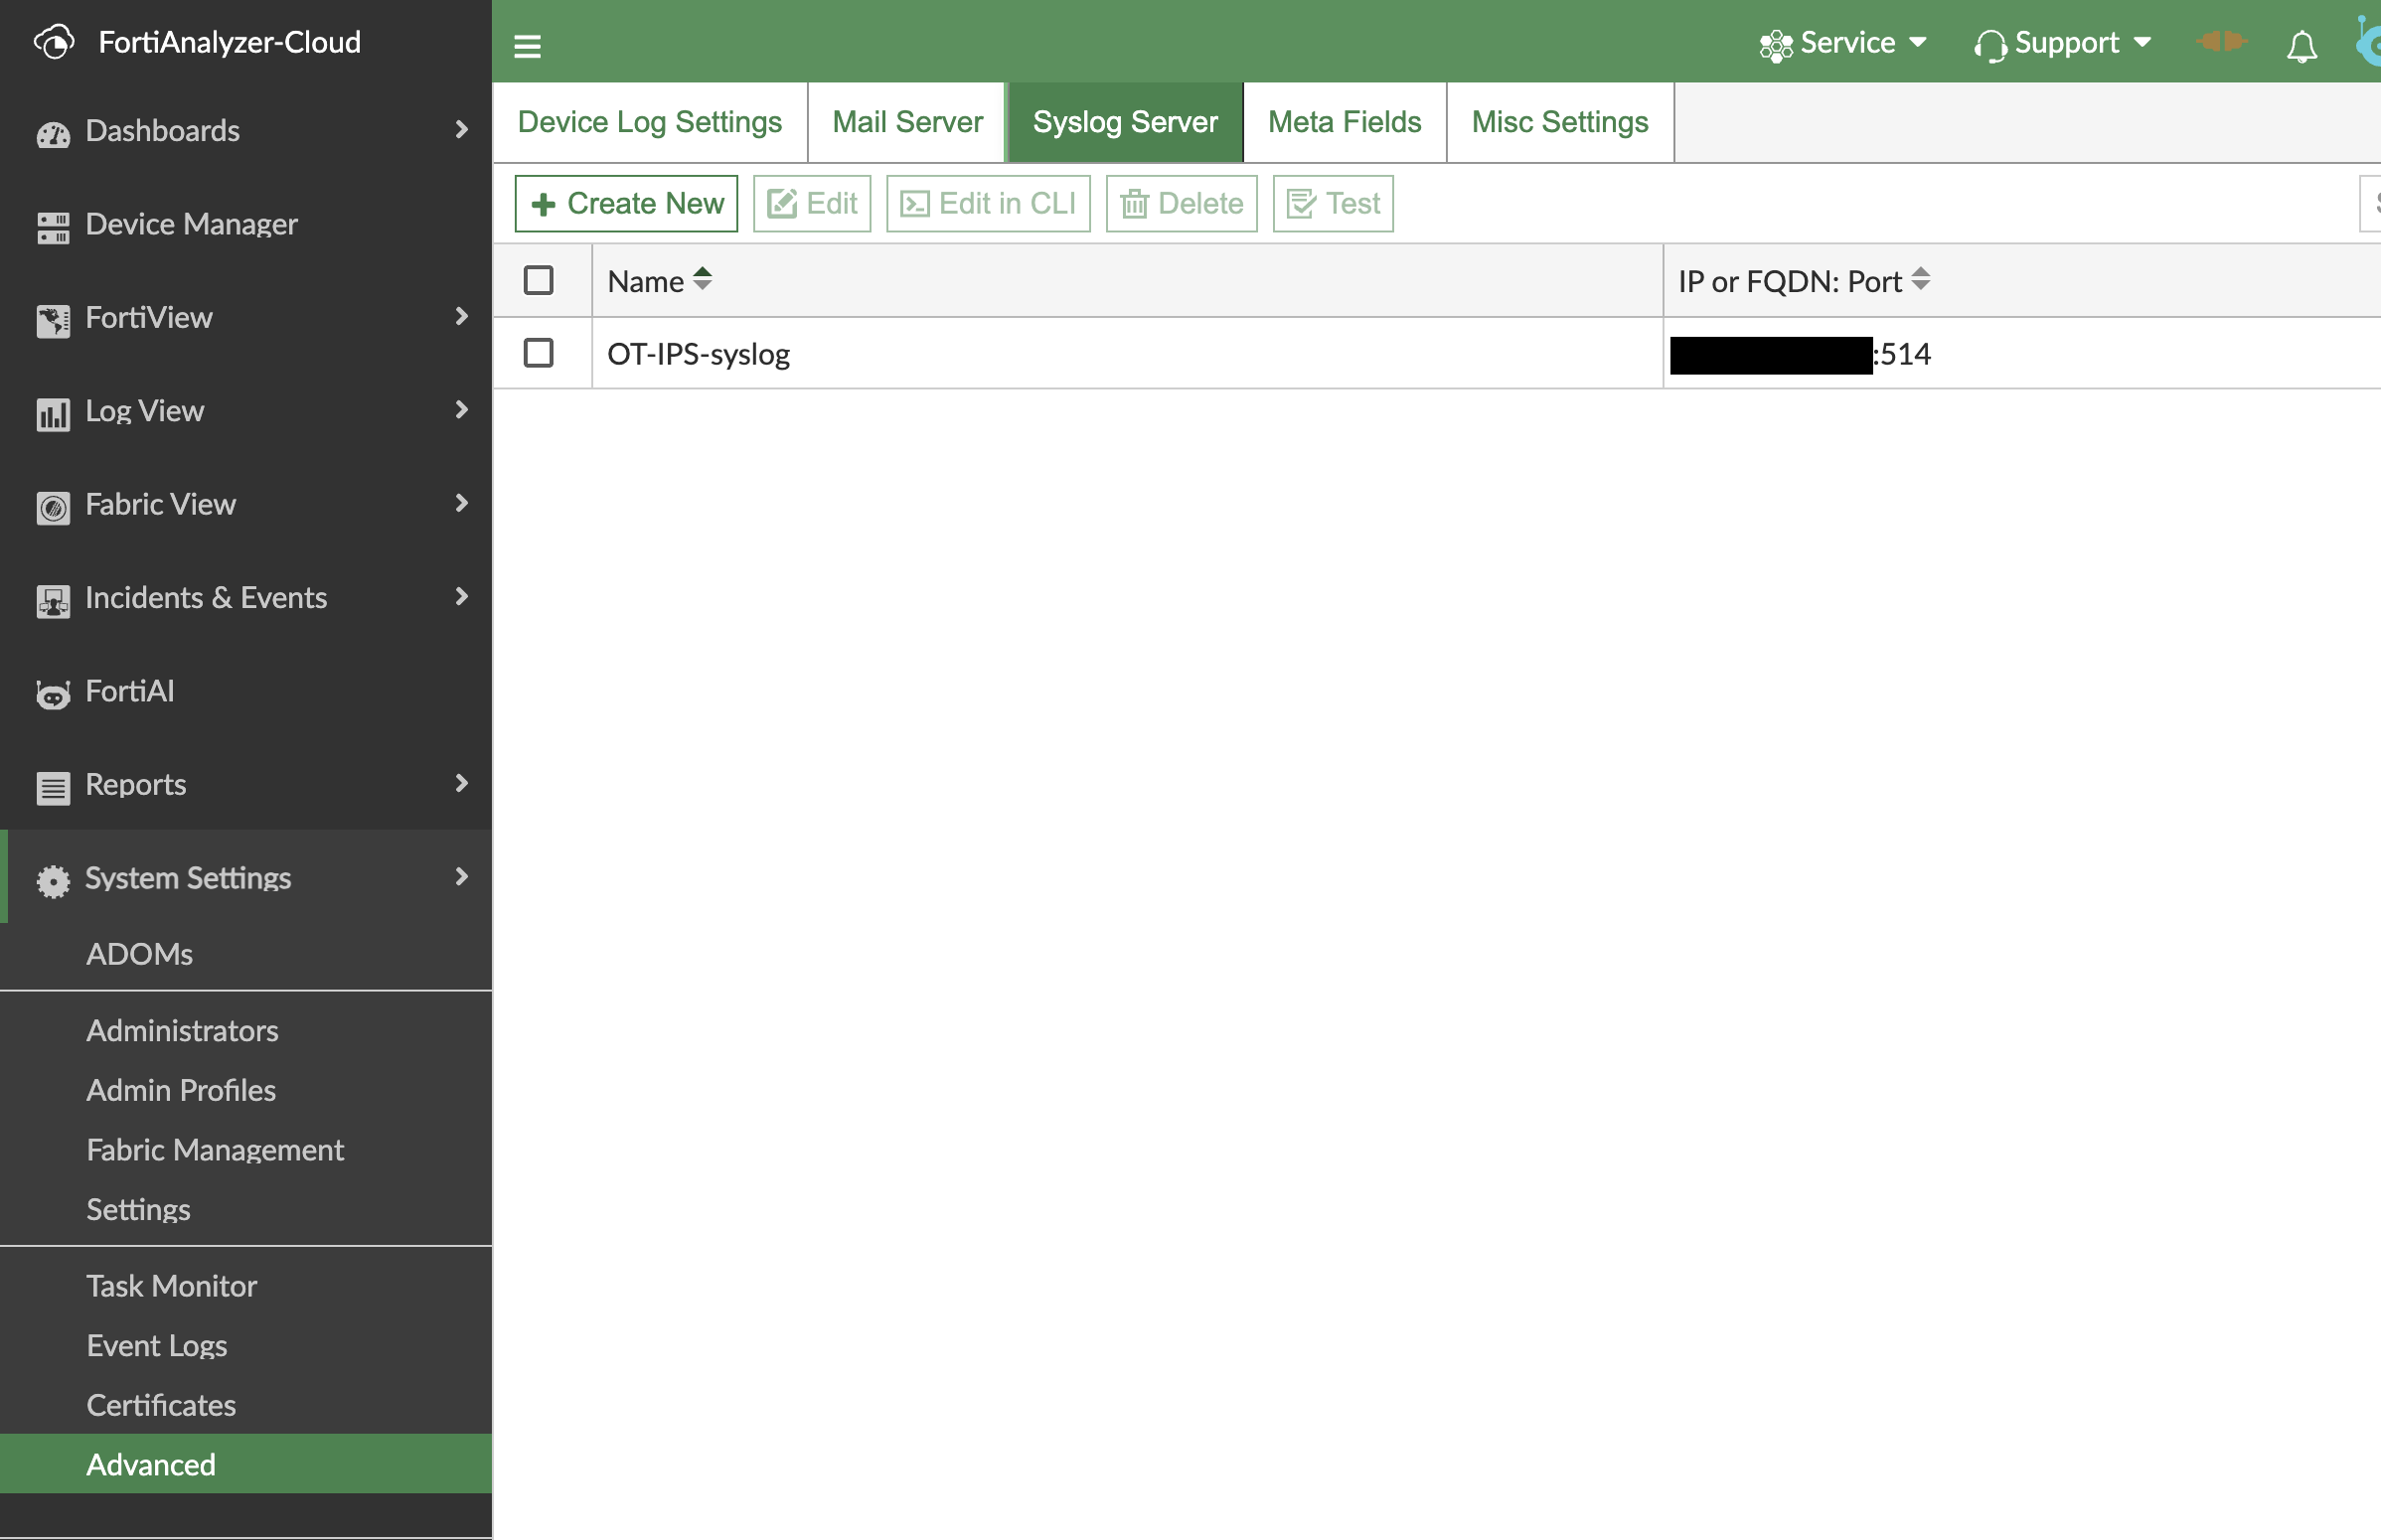 FortiAnalyzer-Cloud
Service
Support
Dashboards
Device Manager
FortiView
Log View
Fabric View
Incidents & Events
FortiAI
Reports
System Settings
ADOMs
Administrators
Admin Profiles
Fabric Management
Settings
Task Monitor
Event Logs
Certificates
Advanced
Device Log Settings
Mail Server
Syslog Server
Meta Fields
Misc Settings
Create New
Edit
Edit in CLI
Delete
Test
Name
IP or FQDN: Port
OT-IPS-syslog
:514